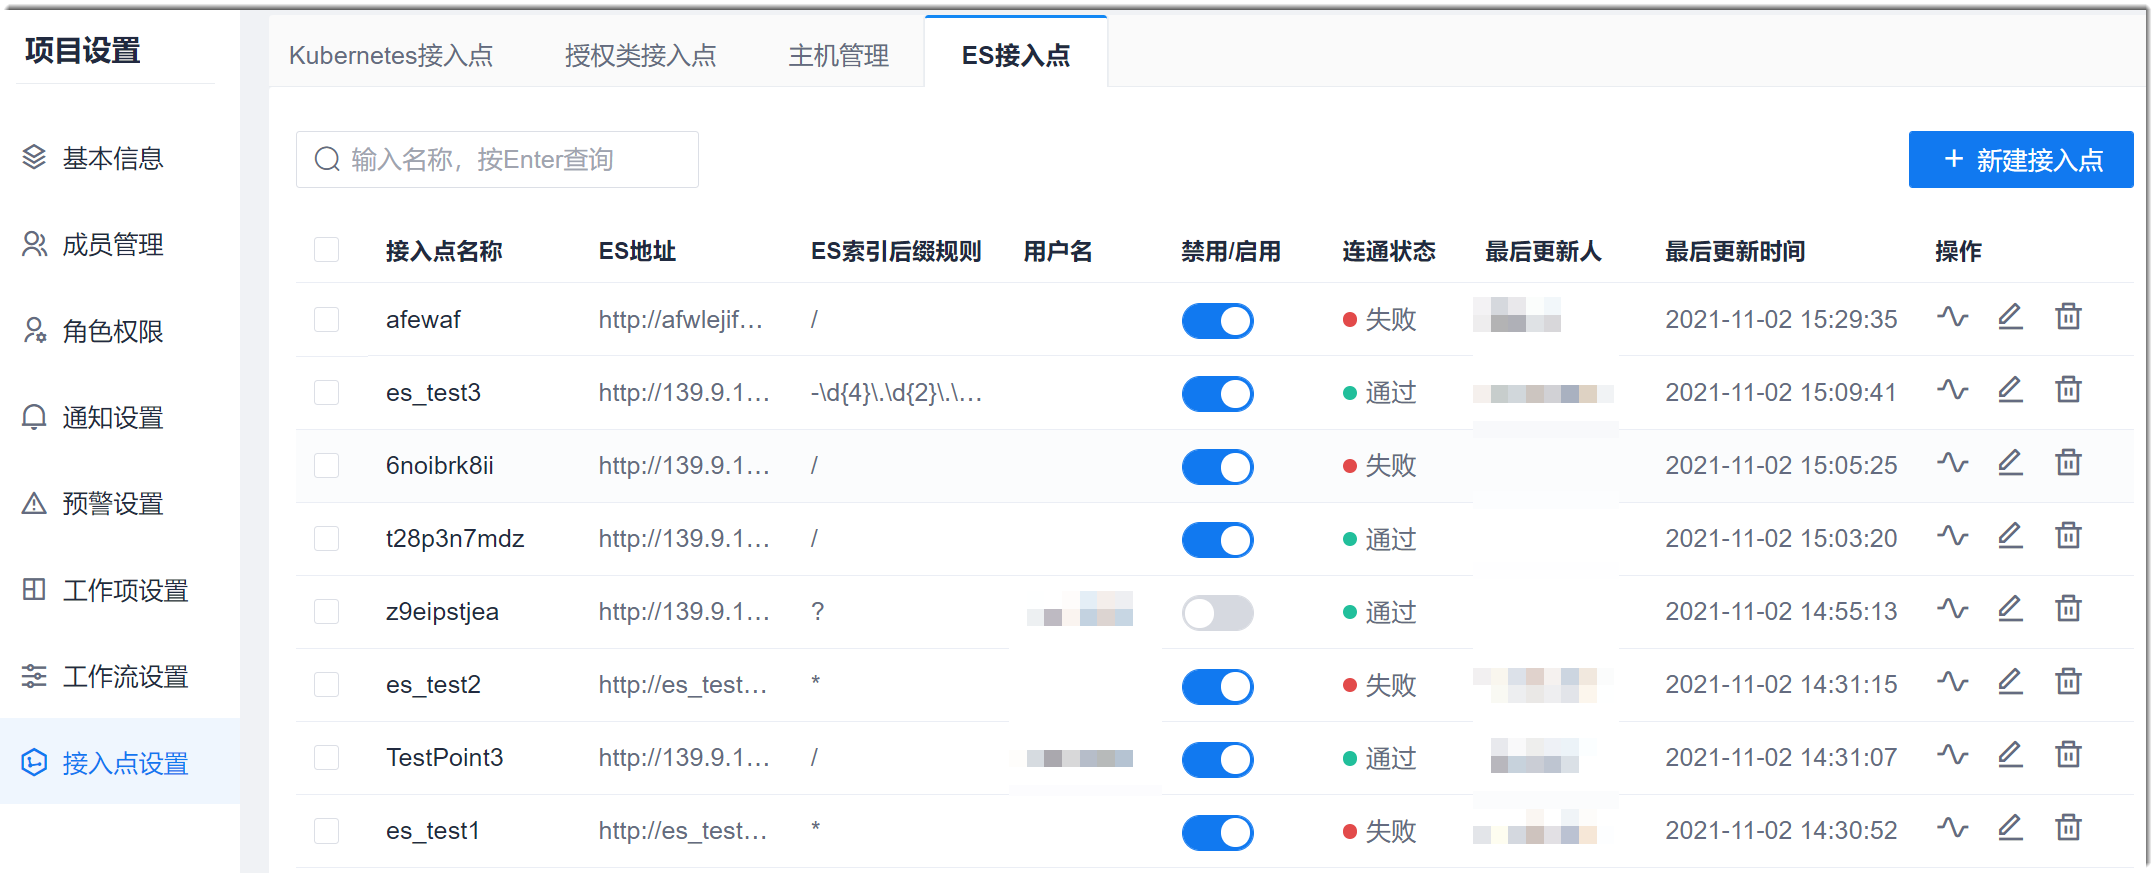 项目设置
基本信息
成员管理
角色权限
通知设置
预警设置
工作项设置
工作流设置
接入点设置
Kubernetes接入点 授权类接入点 主机管理 ES接入点
输入名称，按Enter查询
+ 新建接入点
接入点名称 ES地址 ES索引后缀规则 用户名 禁用/启用 连通状态 最后更新人 最后更新时间 操作
afewaf http://afwlejif... / 失败 2021-11-02 15:29:35
es_test3 http://139.9.1... -\d{4}\.\d{2}\.\... 通过 2021-11-02 15:09:41
6noibrk8ii http://139.9.1... / 失败 2021-11-02 15:05:25
t28p3n7mdz http://139.9.1... / 通过 2021-11-02 15:03:20
z9eipstjea http://139.9.1... ? 通过 2021-11-02 14:55:13
es_test2 http://es_test... * 失败 2021-11-02 14:31:15
TestPoint3 http://139.9.1... / 通过 2021-11-02 14:31:07
es_test1 http://es_test... * 失败 2021-11-02 14:30:52